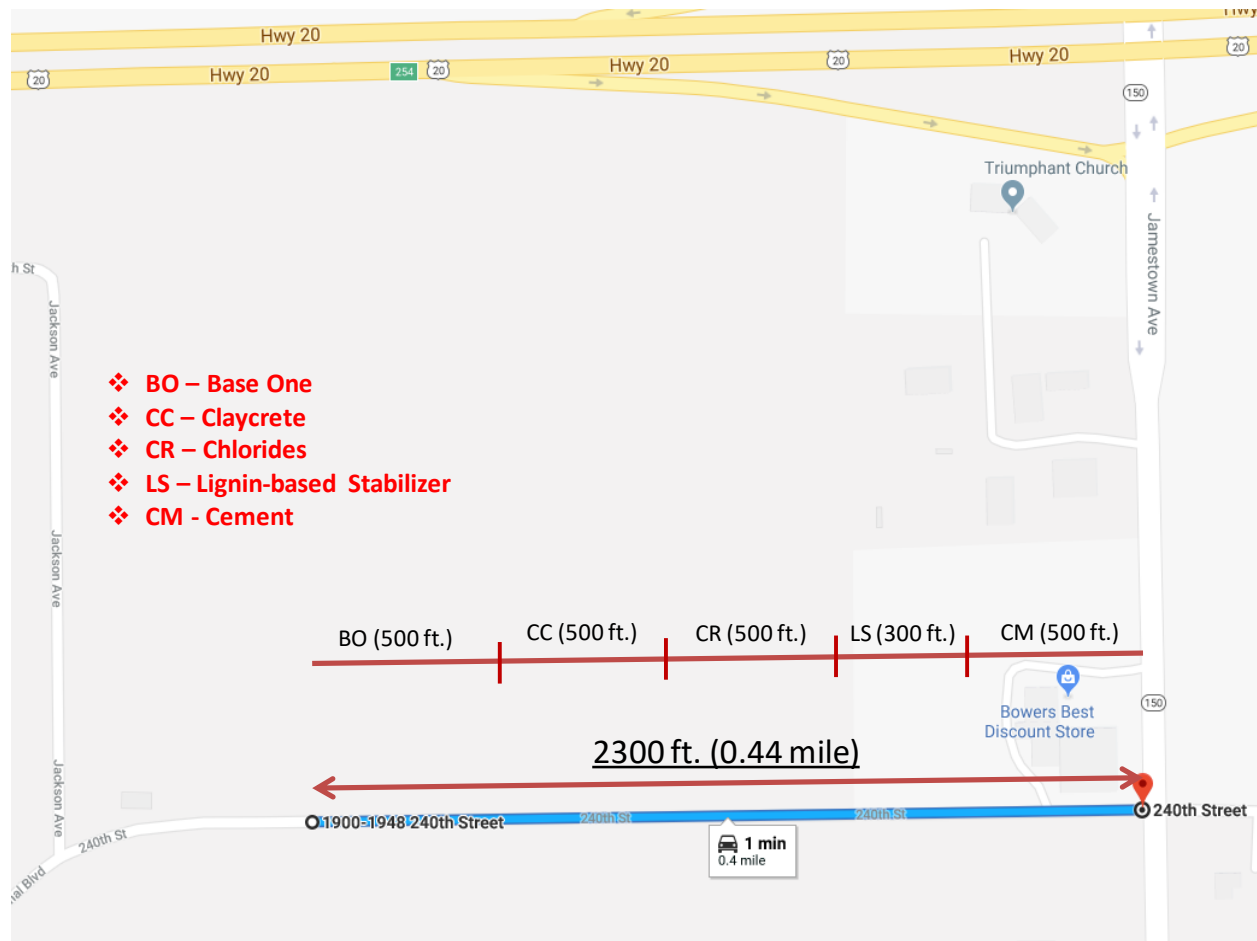 Hwy 20
Hwy
20
Hwy 20
254
20
Hwy 20
20
Hwy 20
20
150
Triumphant Church
Jamestown Ave
h St
Jackson Ave
❖ BO – Base One
❖ CC – Claycrete
❖ CR – Chlorides
❖ LS – Lignin-based Stabilizer
❖ CM - Cement
Jackson Ave
BO (500 ft.)
CC (500 ft.)
CR (500 ft.)
LS (300 ft.)
CM (500 ft.)
Bowers Best
Discount Store
150
2300 ft. (0.44 mile)
Jackson Ave
240th St
1900-1948 240th Street
240th St
240th St
240th Street
1 min
0.4 mile
nal Blvd